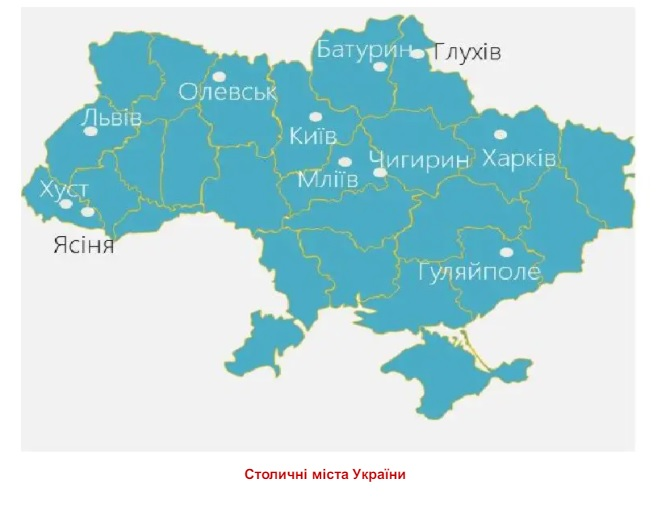 Батурин
Глухів
Олевськ
Львів
Київ
Чигирин
Харків
Мліїв
Хуст
Ясіня
Гуляйполе
Столичні міста України